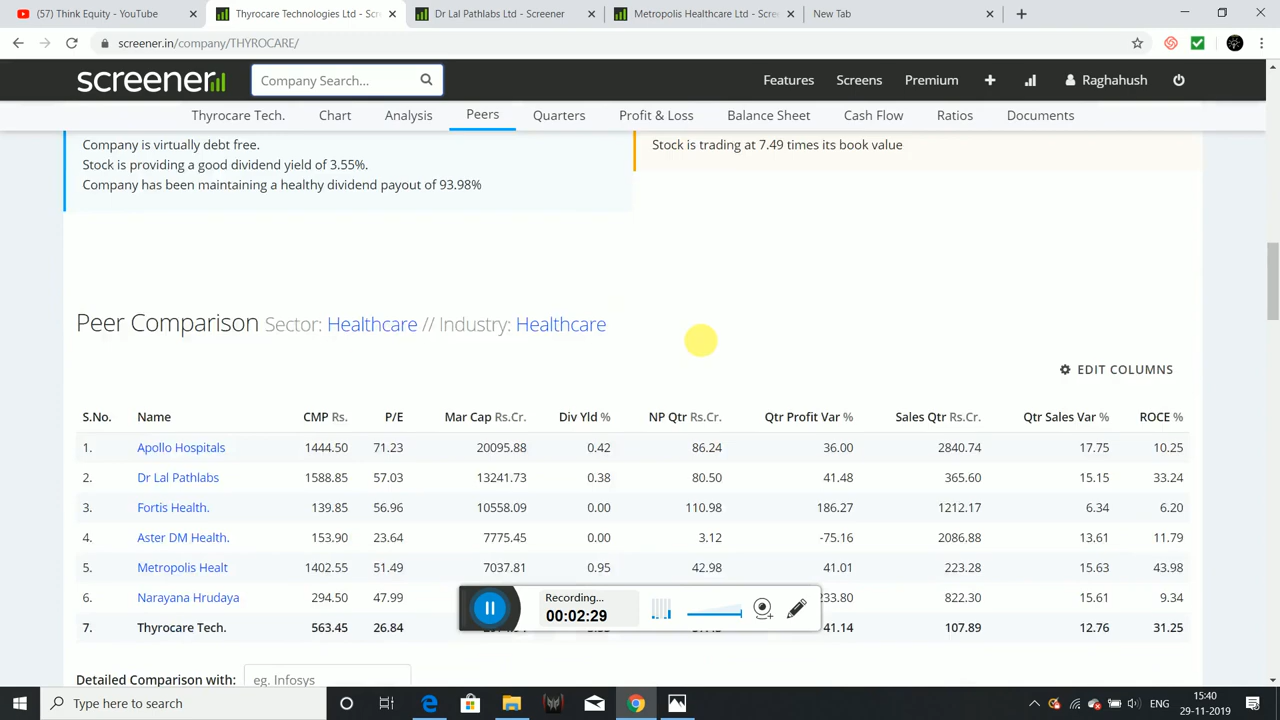 (57) Think Equity - YouTube
Thyrocare Technologies Ltd - Scre
Dr Lal Pathlabs Ltd - Screener
Metropolis Healthcare Ltd - Scree
New Tab
screener.in/company/THYROCARE/
screener
Company Search...
Features
Screens
Premium
Raghahush
Thyrocare Tech.
Chart
Analysis
Peers
Quarters
Profit & Loss
Balance Sheet
Cash Flow
Ratios
Documents
Company is virtually debt free.
Stock is providing a good dividend yield of 3.55%.
Company has been maintaining a healthy dividend payout of 93.98%
Stock is trading at 7.49 times its book value
Peer Comparison Sector: Healthcare // Industry: Healthcare
EDIT COLUMNS
S.No. Name CMP Rs. P/E Mar Cap Rs.Cr. Div Yld % NP Qtr Rs.Cr. Qtr Profit Var % Sales Qtr Rs.Cr. Qtr Sales Var % ROCE %
1. Apollo Hospitals 1444.50 71.23 20095.88 0.42 86.24 36.00 2840.74 17.75 10.25
2. Dr Lal Pathlabs 1588.85 57.03 13241.73 0.38 80.50 41.48 365.60 15.15 33.24
3. Fortis Health. 139.85 56.96 10558.09 0.00 110.98 186.27 1212.17 6.34 6.20
4. Aster DM Health. 153.90 23.64 7775.45 0.00 3.12 -75.16 2086.88 13.61 11.79
5. Metropolis Healt 1402.55 51.49 7037.81 0.95 42.98 41.01 223.28 15.63 43.98
6. Narayana Hrudaya 294.50 47.99 233.80 822.30 15.61 9.34
7. Thyrocare Tech. 563.45 26.84 41.14 107.89 12.76 31.25
Recording...
00:02:29
Detailed Comparison with: eg. Infosys
Type here to search
ENG
15:40
29-11-2019